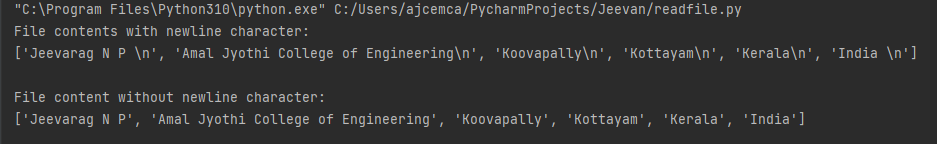 "C:\Program Files\Python310\python.exe" C:/Users/ajcemca/PycharmProjects/Jeevan/readfile.py
File contents with newline character:
['Jeevarag N P \n', 'Amal Jyothi College of Engineering\n', 'Koovapally\n', 'Kottayam\n', 'Kerala\n', 'India \n']
File content without newline character:
['Jeevarag N P', 'Amal Jyothi College of Engineering', 'Koovapally', 'Kottayam', 'Kerala', 'India']